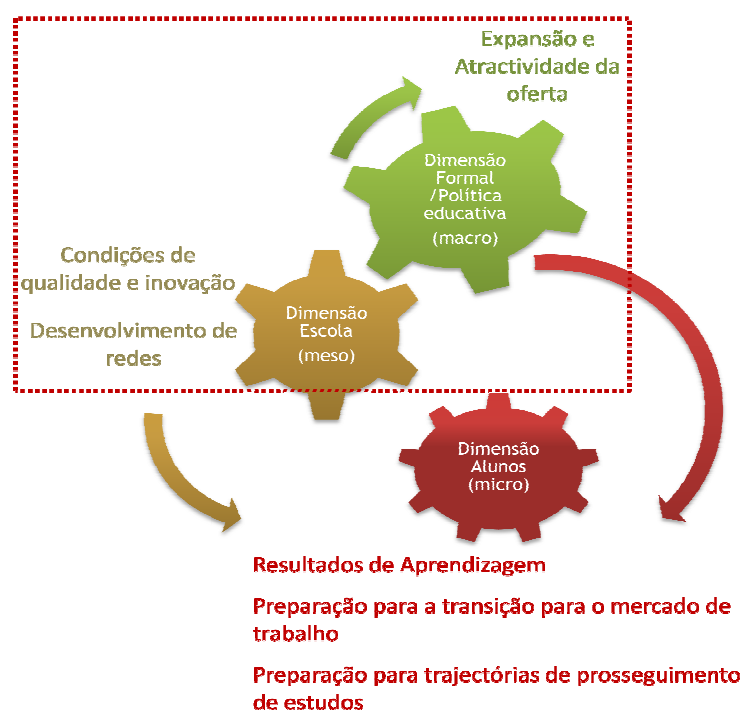 Expansão e
Atractividade da
oferta
Dimensão
Formal
/Política
educativa
(macro)
Condições de
qualidade e inovação
Desenvolvimento de
redes
Dimensão
Escola
(meso)
Dimensão
Alunos
(micro)
Resultados de Aprendizagem
Preparação para a transição para o mercado de
trabalho
Preparação para trajectórias de prosseguimento
de estudos